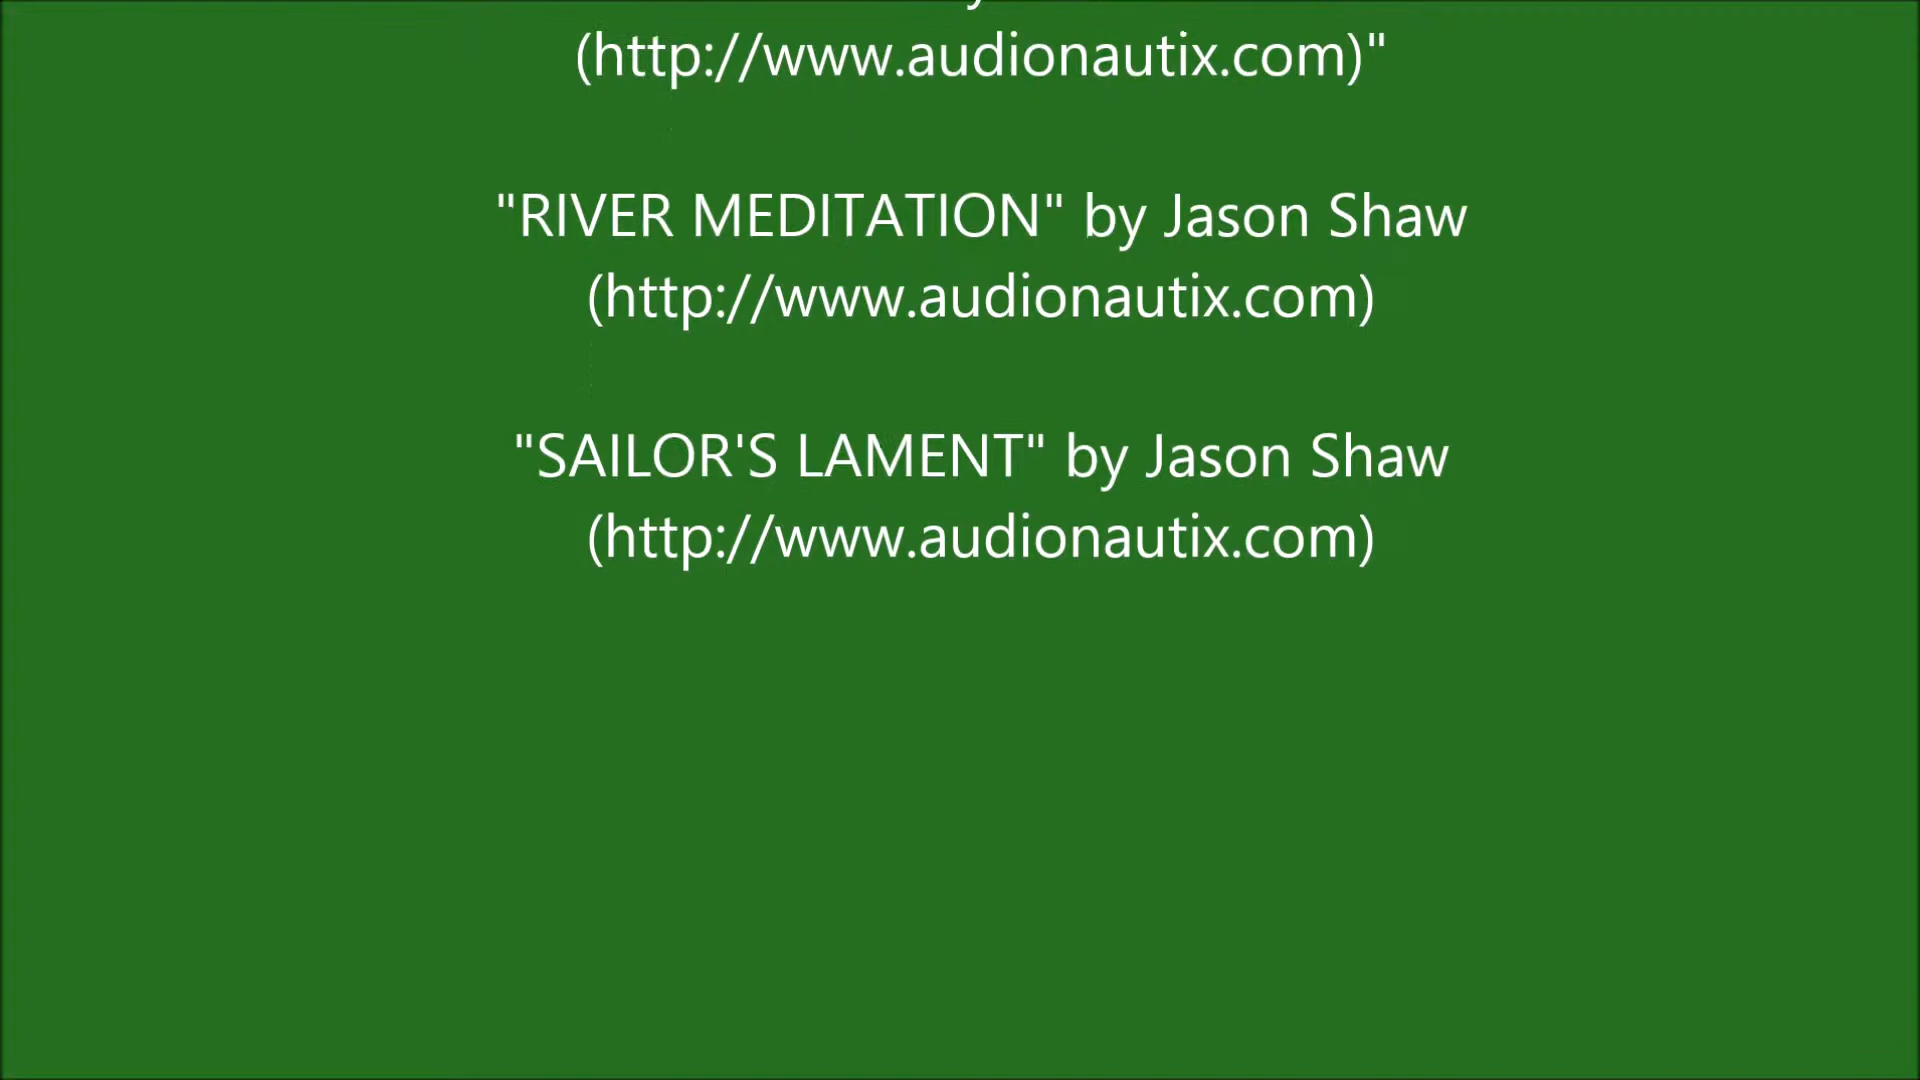 (http://www.audionautix.com)"
"RIVER MEDITATION" by Jason Shaw
(http://www.audionautix.com)
"SAILOR'S LAMENT" by Jason Shaw
(http://www.audionautix.com)